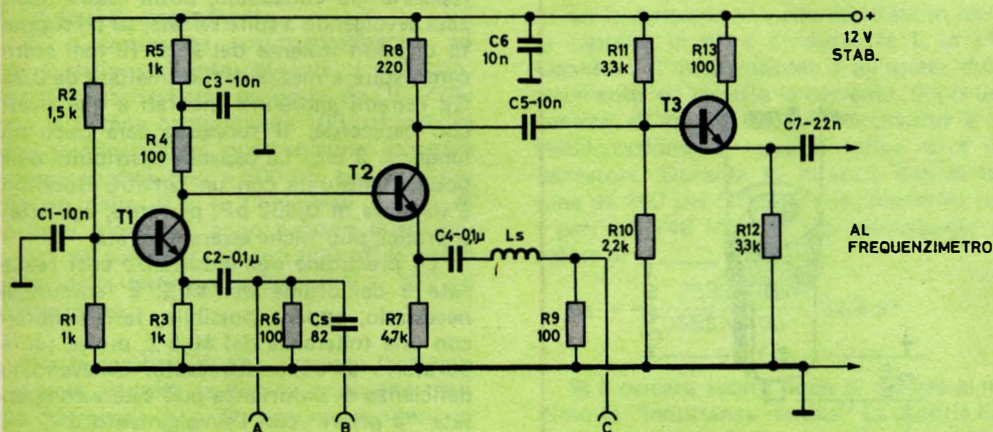 R5
1k
R2
1,5 k
C3-10n
R4
100
R8
220
C6
10n
R11
3,3k
R13
100
O+
12 V
STAB.
C5-10n
T3
C7-22n
C1-10n
T1
T2
C2-0,1µ
C4-0,1µ
Ls
R10
2,2k
R12
3,3k
AL
FREQUENZIMETRO
R1
1k
R3
1k
R6
100
Cs
82
R7
4,7k
R9
100
A
B
C